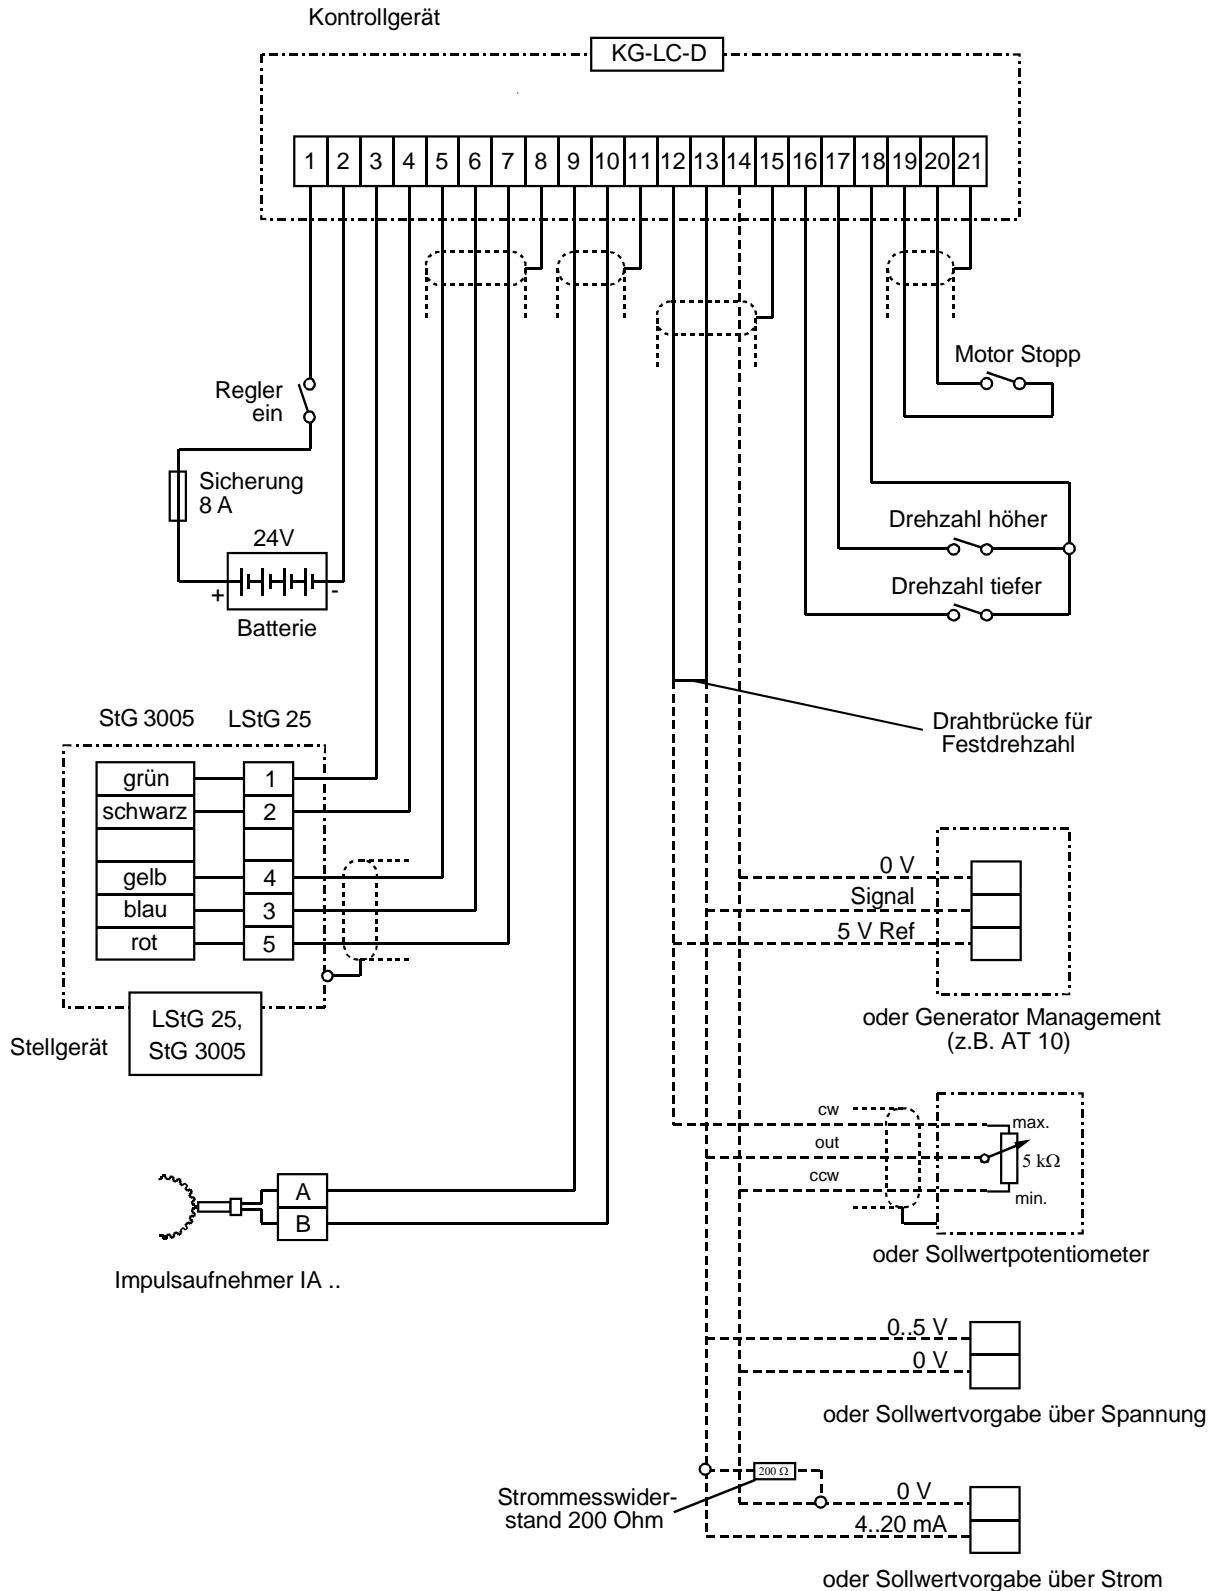 Kontrollgerät
KG-LC-D
1 2 3 4 5 6 7 8 9 10 11 12 13 14 15 16 17 18 19 20 21
Motor Stopp
Regler
ein
Sicherung
8 A
24V
+ -
Batterie
Drehzahl höher
Drehzahl tiefer
StG 3005 LStG 25
Drahtbrücke für
Festdrehzahl
grün 1
schwarz 2
gelb 4
blau 3
rot 5
LStG 25,
StG 3005
Stellgerät
0 V
Signal
5 V Ref
oder Generator Management
(z.B. AT 10)
cw
max.
out
5 kΩ
ccw
min.
oder Sollwertpotentiometer
A
B
Impulsaufnehmer IA ..
0..5 V
0 V
oder Sollwertvorgabe über Spannung
200 Ω
Strommesswider-
stand 200 Ohm
0 V
4..20 mA
oder Sollwertvorgabe über Strom